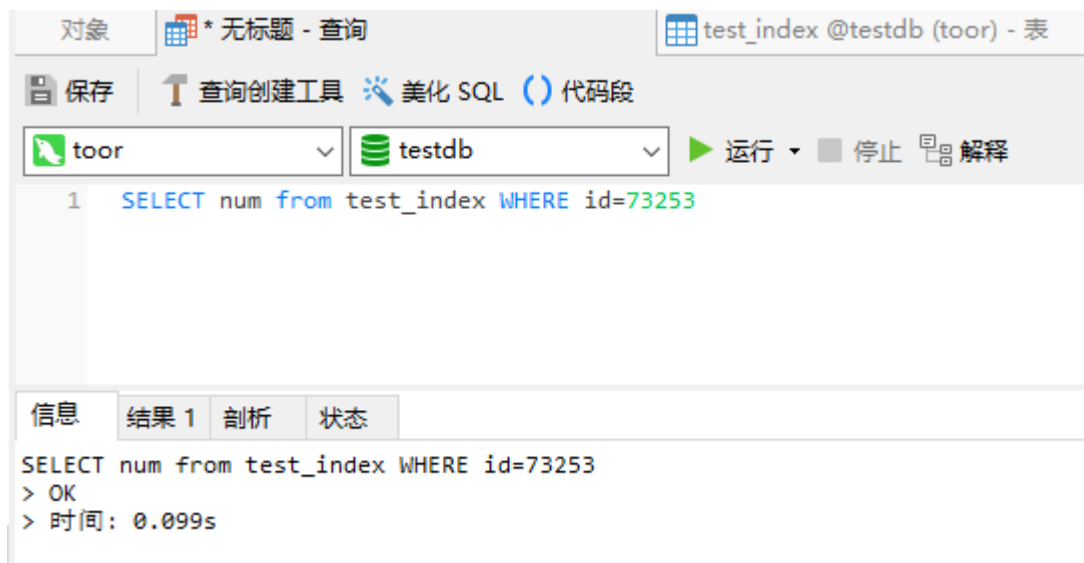 对象 * 无标题 - 查询 test_index @testdb (toor) - 表
保存 查询创建工具 美化 SQL () 代码段
toor testdb 运行 停止 解释
1 SELECT num from test_index WHERE id=73253
信息 结果 1 剖析 状态
SELECT num from test_index WHERE id=73253
> OK
> 时间: 0.099s